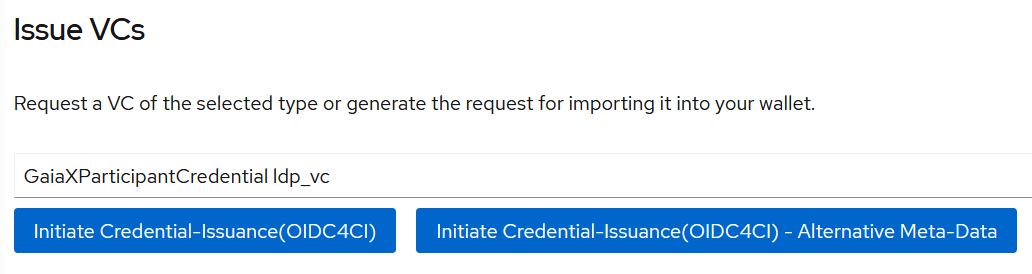 Issue VCs
Request a VC of the selected type or generate the request for importing it into your wallet.
GaiaXParticipantCredential ldp_vc
Initiate Credential-Issuance(OIDC4CI)
Initiate Credential-Issuance(OIDC4CI) - Alternative Meta-Data